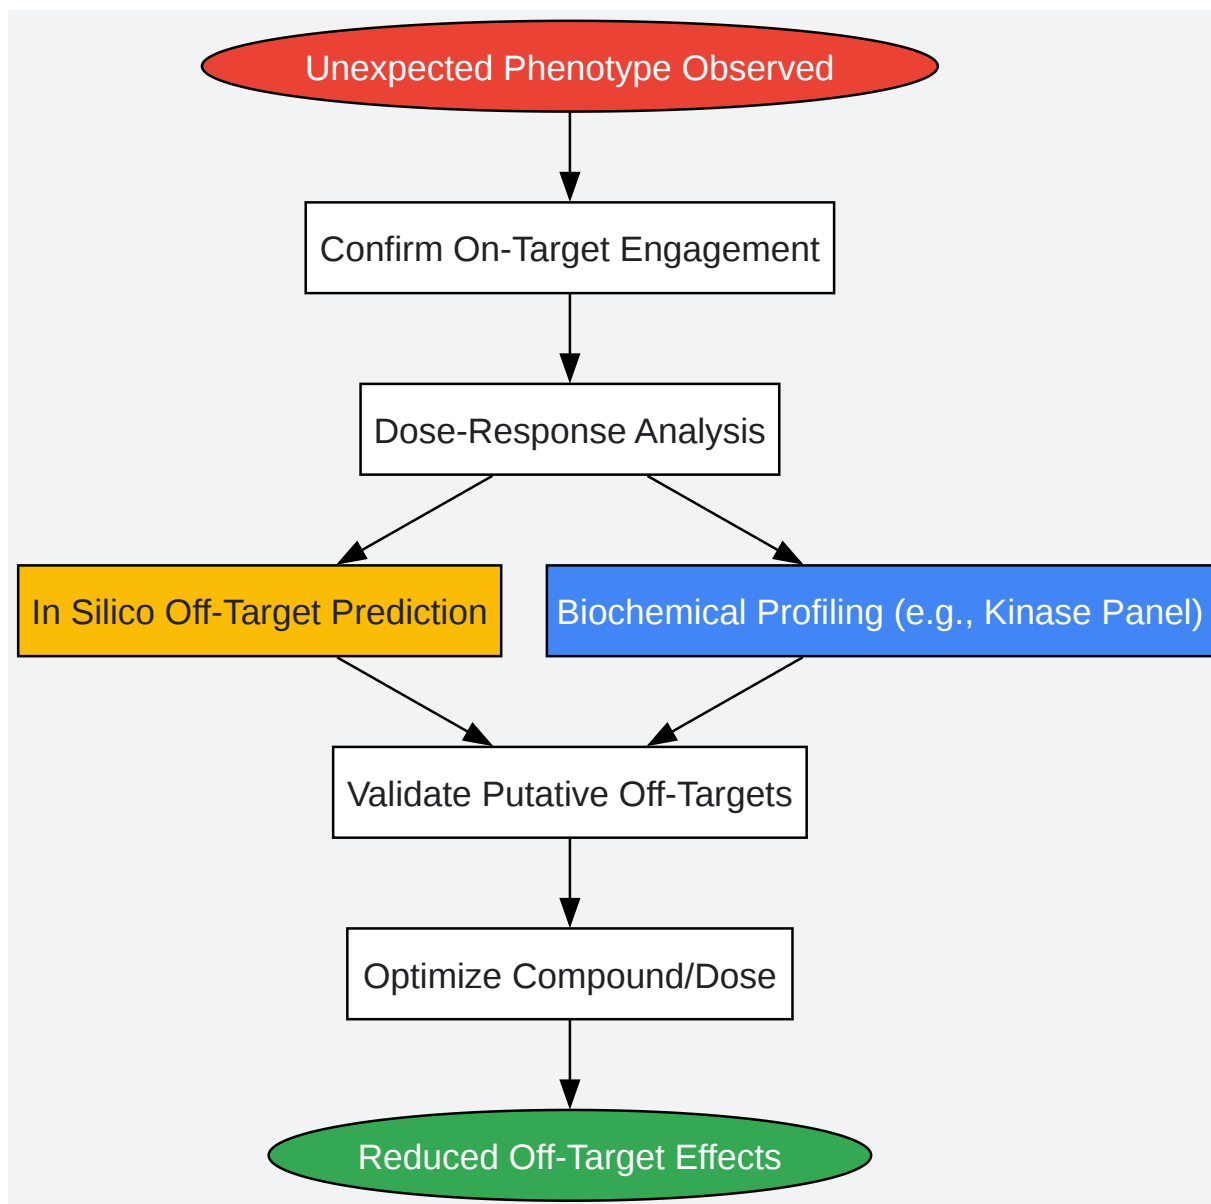 Unexpected Phenotype Observed
Confirm On-Target Engagement
Dose-Response Analysis
In Silico Off-Target Prediction
Biochemical Profiling (e.g., Kinase Panel)
Validate Putative Off-Targets
Optimize Compound/Dose
Reduced Off-Target Effects